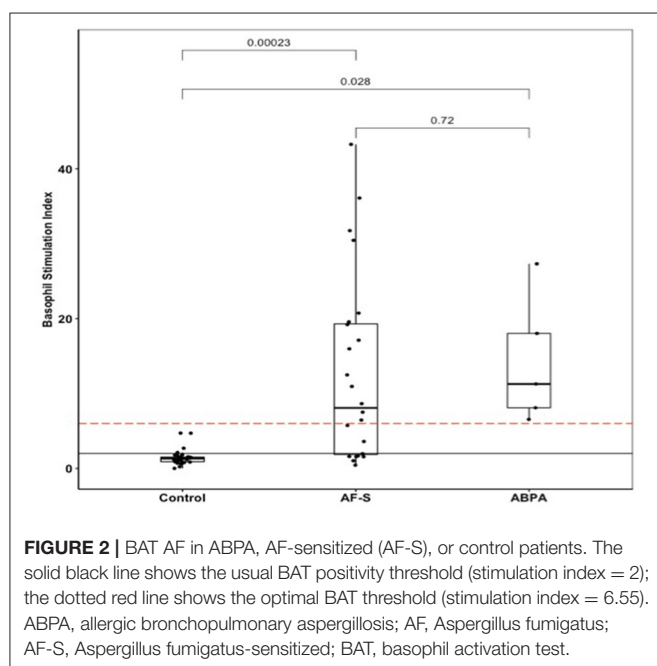 0.00023
0.028
0.72
40
20
0
Basophil Stimulation Index
Control AF-S ABPA
FIGURE 2 | BAT AF in ABPA, AF-sensitized (AF-S), or control patients. The
solid black line shows the usual BAT positivity threshold (stimulation index = 2);
the dotted red line shows the optimal BAT threshold (stimulation index = 6.55).
ABPA, allergic bronchopulmonary aspergillosis; AF, Aspergillus fumigatus;
AF-S, Aspergillus fumigatus-sensitized; BAT, basophil activation test.